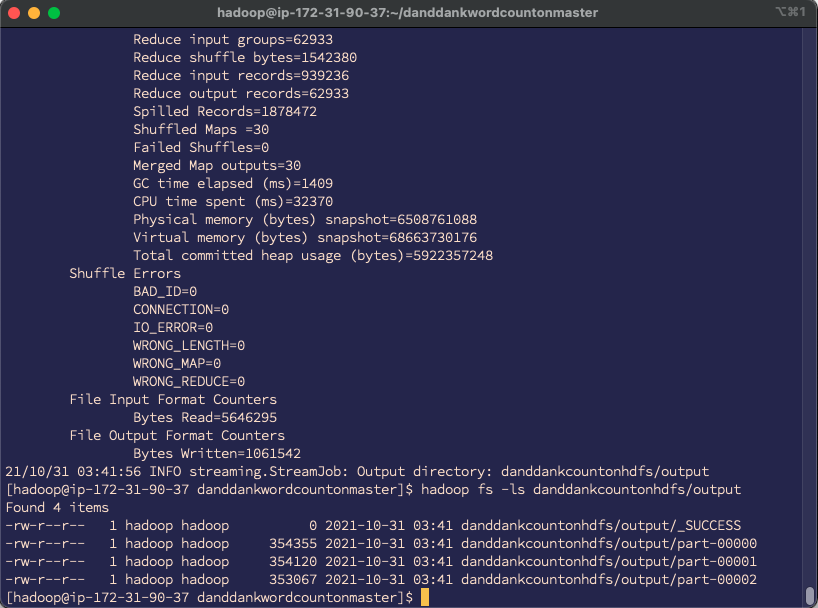 hadoop@ip-172-31-90-37:~/danddankwordcountonmaster
⌥⌘1
Reduce input groups=62933
Reduce shuffle bytes=1542380
Reduce input records=939236
Reduce output records=62933
Spilled Records=1878472
Shuffled Maps =30
Failed Shuffles=0
Merged Map outputs=30
GC time elapsed (ms)=1409
CPU time spent (ms)=32370
Physical memory (bytes) snapshot=6508761088
Virtual memory (bytes) snapshot=68663730176
Total committed heap usage (bytes)=5922357248
Shuffle Errors
BAD_ID=0
CONNECTION=0
IO_ERROR=0
WRONG_LENGTH=0
WRONG_MAP=0
WRONG_REDUCE=0
File Input Format Counters
Bytes Read=5646295
File Output Format Counters
Bytes Written=1061542
21/10/31 03:41:56 INFO streaming.StreamJob: Output directory: danddankcountonhdfs/output
[hadoop@ip-172-31-90-37 danddankwordcountonmaster]$ hadoop fs -ls danddankcountonhdfs/output
Found 4 items
-rw-r--r--   1 hadoop hadoop          0 2021-10-31 03:41 danddankcountonhdfs/output/_SUCCESS
-rw-r--r--   1 hadoop hadoop     354355 2021-10-31 03:41 danddankcountonhdfs/output/part-00000
-rw-r--r--   1 hadoop hadoop     354120 2021-10-31 03:41 danddankcountonhdfs/output/part-00001
-rw-r--r--   1 hadoop hadoop     353067 2021-10-31 03:41 danddankcountonhdfs/output/part-00002
[hadoop@ip-172-31-90-37 danddankwordcountonmaster]$